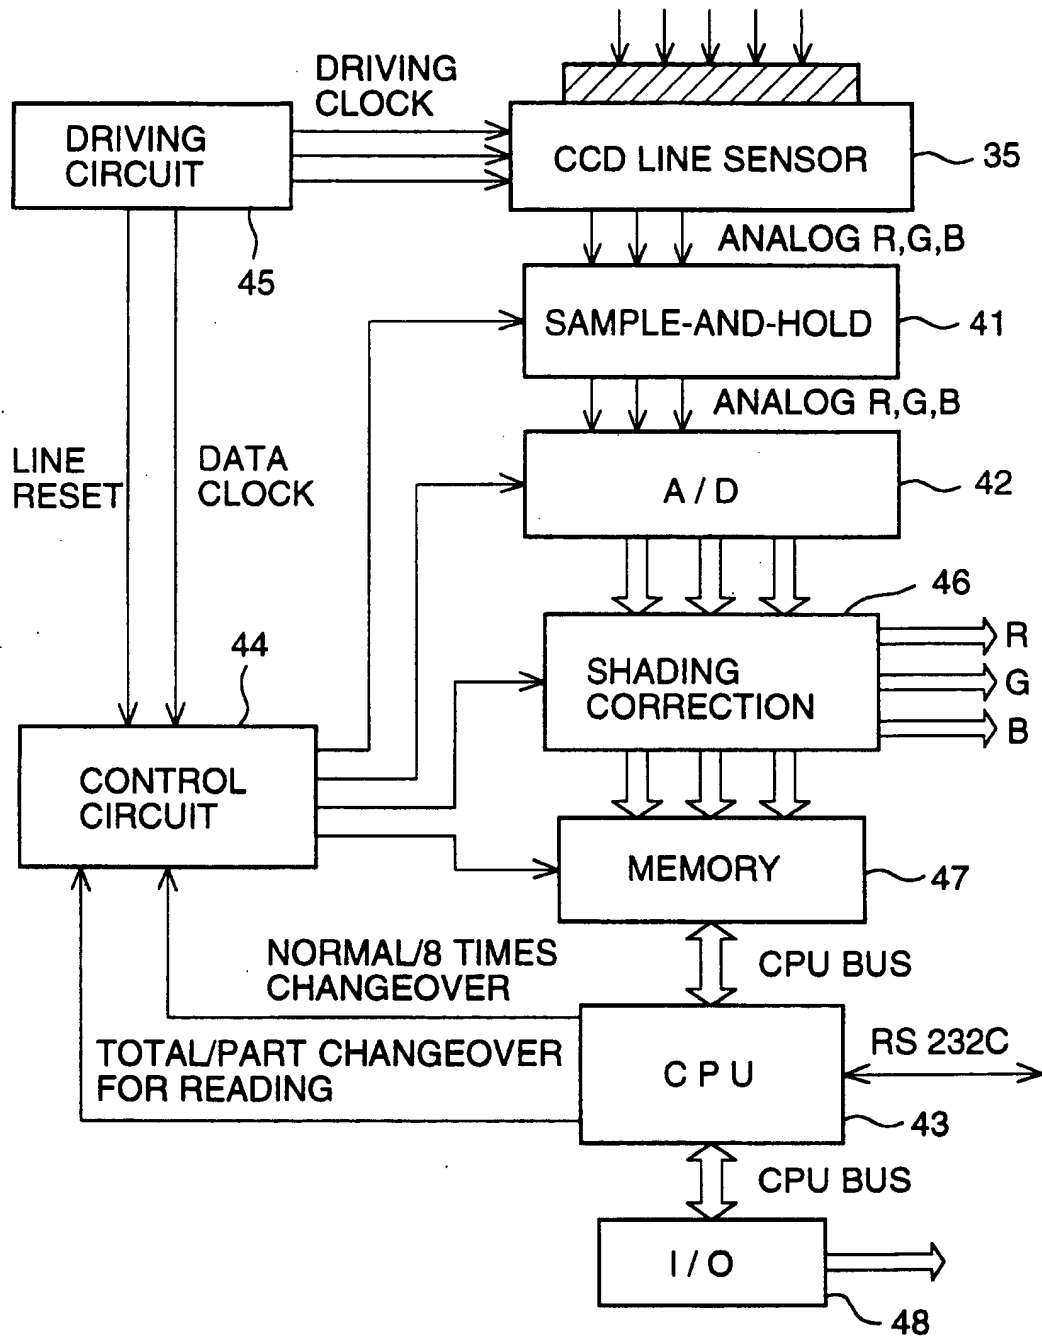 DRIVING
CLOCK
DRIVING
CIRCUIT
CCD LINE SENSOR
35
45
ANALOG R,G,B
SAMPLE-AND-HOLD
41
ANALOG R,G,B
LINE
RESET
DATA
CLOCK
A / D
42
46
44
SHADING
CORRECTION
R
G
B
CONTROL
CIRCUIT
MEMORY
47
NORMAL/8 TIMES
CHANGEOVER
CPU BUS
TOTAL/PART CHANGEOVER
FOR READING
C P U
RS 232C
43
CPU BUS
I / O
48